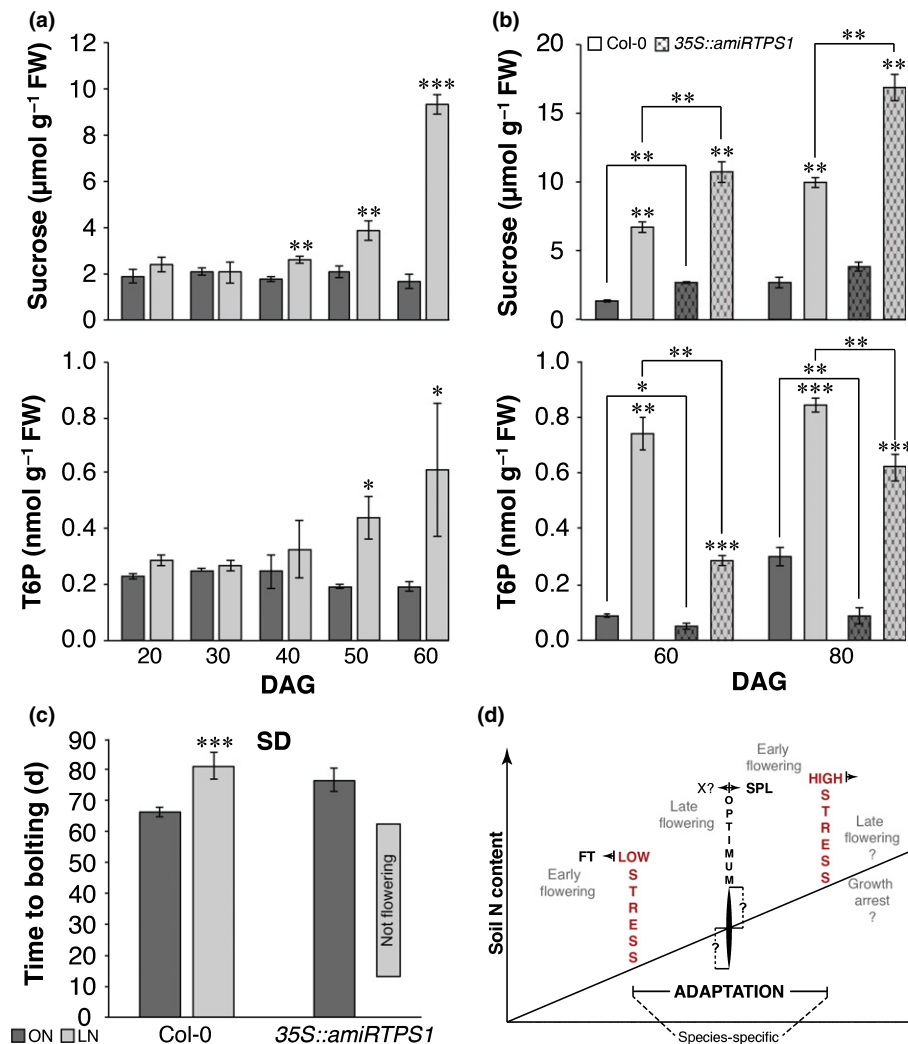 (a)
12
10
8
6
4
2
0
Sucrose (µmol g⁻¹ FW)
***
**
**
1.0
0.8
0.6
0.4
0.2
0.0
T6P (nmol g⁻¹ FW)
*
*
20 30 40 50 60
DAG
(b)
Col-0 35S::amiRTPS1
20
15
10
5
0
Sucrose (µmol g⁻¹ FW)
**
**
**
**
**
**
**
1.0
0.8
0.6
0.4
0.2
0.0
T6P (nmol g⁻¹ FW)
**
**
**
*
***
**
***
***
60 80
DAG
(c)
90
80
70
60
50
40
30
20
10
0
Time to bolting (d)
*** SD
Not flowering
Col-0 35S::amiRTPS1
ON LN
(d)
Soil N content
Early
flowering
HIGH
STRESS
X? SPL
OPTIMUM
Late
flowering
Late
flowering
?
FT LOW
STRESS
Early
flowering
Growth
arrest
?
?
?
ADAPTATION
Species-specific